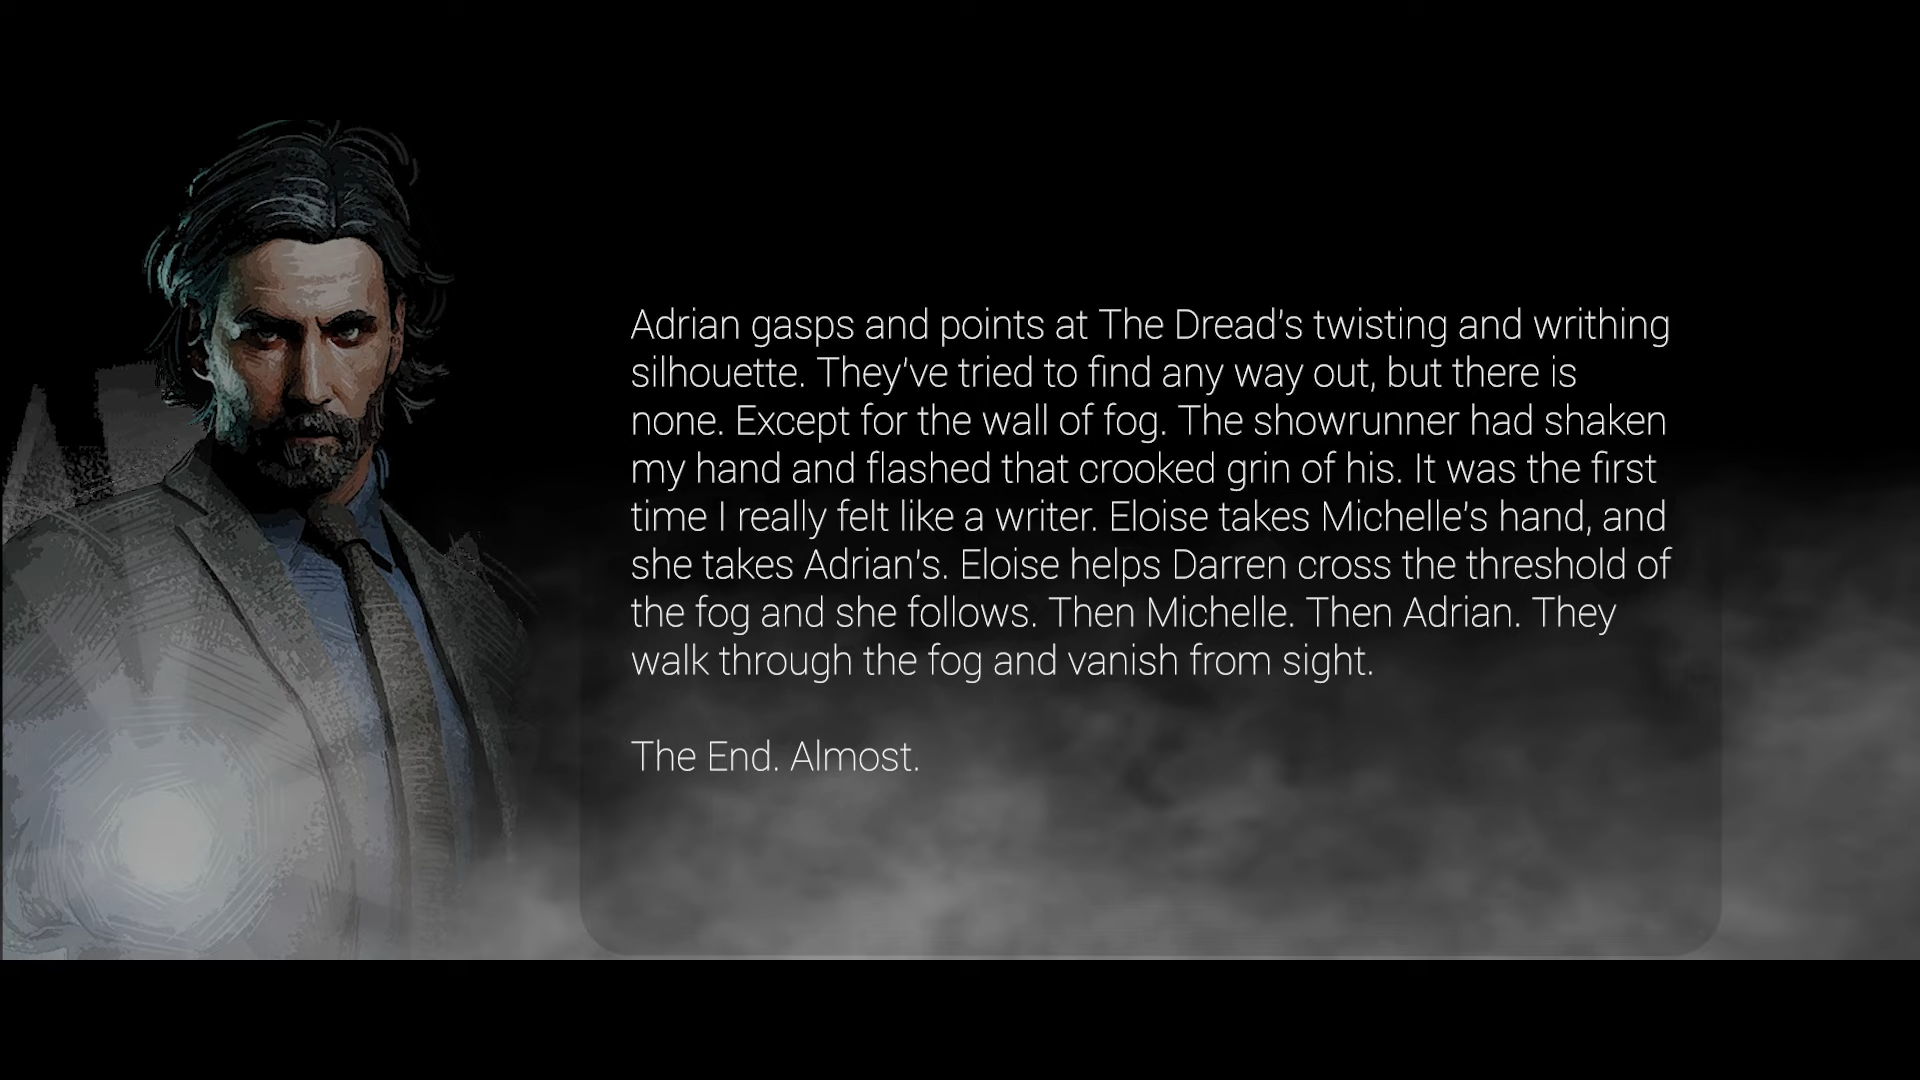 Adrian gasps and points at The Dread's twisting and writhing
silhouette. They've tried to find any way out, but there is
none. Except for the wall of fog. The showrunner had shaken
my hand and flashed that crooked grin of his. It was the first
time I really felt like a writer. Eloise takes Michelle's hand, and
she takes Adrian's. Eloise helps Darren cross the threshold of
the fog and she follows. Then Michelle. Then Adrian. They
walk through the fog and vanish from sight.
The End. Almost.